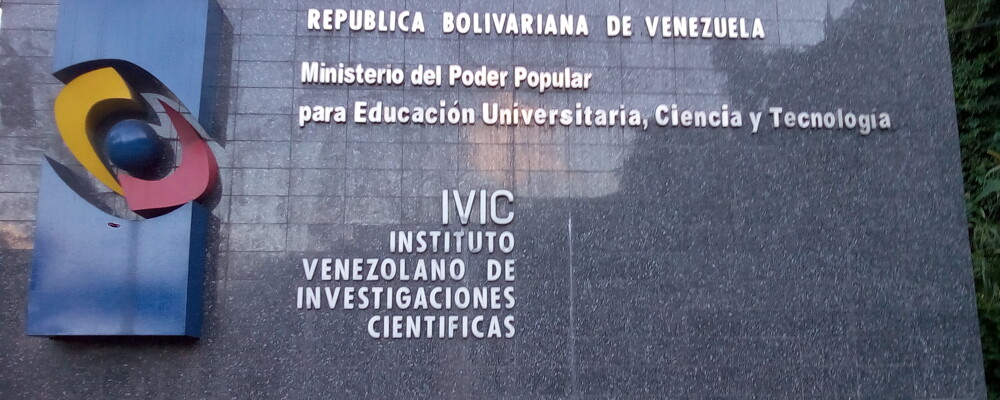 REPUBLICA BOLIVARIANA DE VENEZUELA
Ministerio del Poder Popular
para Educación Universitaria, Ciencia y Tecnología
IVIC
INSTITUTO
VENEZOLANO DE
INVESTIGACIONES
CIENTIFICAS